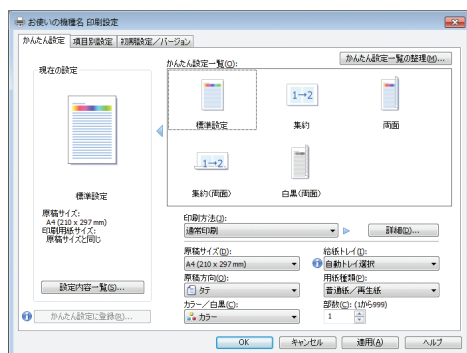 お使いの機種名 印刷設定
かんたん設定 項目別設定 初期設定／バージョン
現在の設定
かんたん設定一覧(O):
かんたん設定一覧の整理(M)...
標準設定
1→2
集約
両面
1→2
集約(両面)
白黒(両面)
標準設定
原稿サイズ:
A4 (210 x 297 mm)
印刷用紙サイズ:
原稿サイズと同じ
設定内容一覧(S)...
かんたん設定に登録(R)...
印刷方法(J):
通常印刷
詳細(Q)...
原稿サイズ(D):
A4 (210 x 297 mm)
給紙トレイ(I):
自動トレイ選択
原稿方向(O):
タテ
用紙種類(P):
普通紙／再生紙
カラー／白黒(C):
カラー
部数(C): (1から999)
1
OK キャンセル 適用(A) ヘルプ